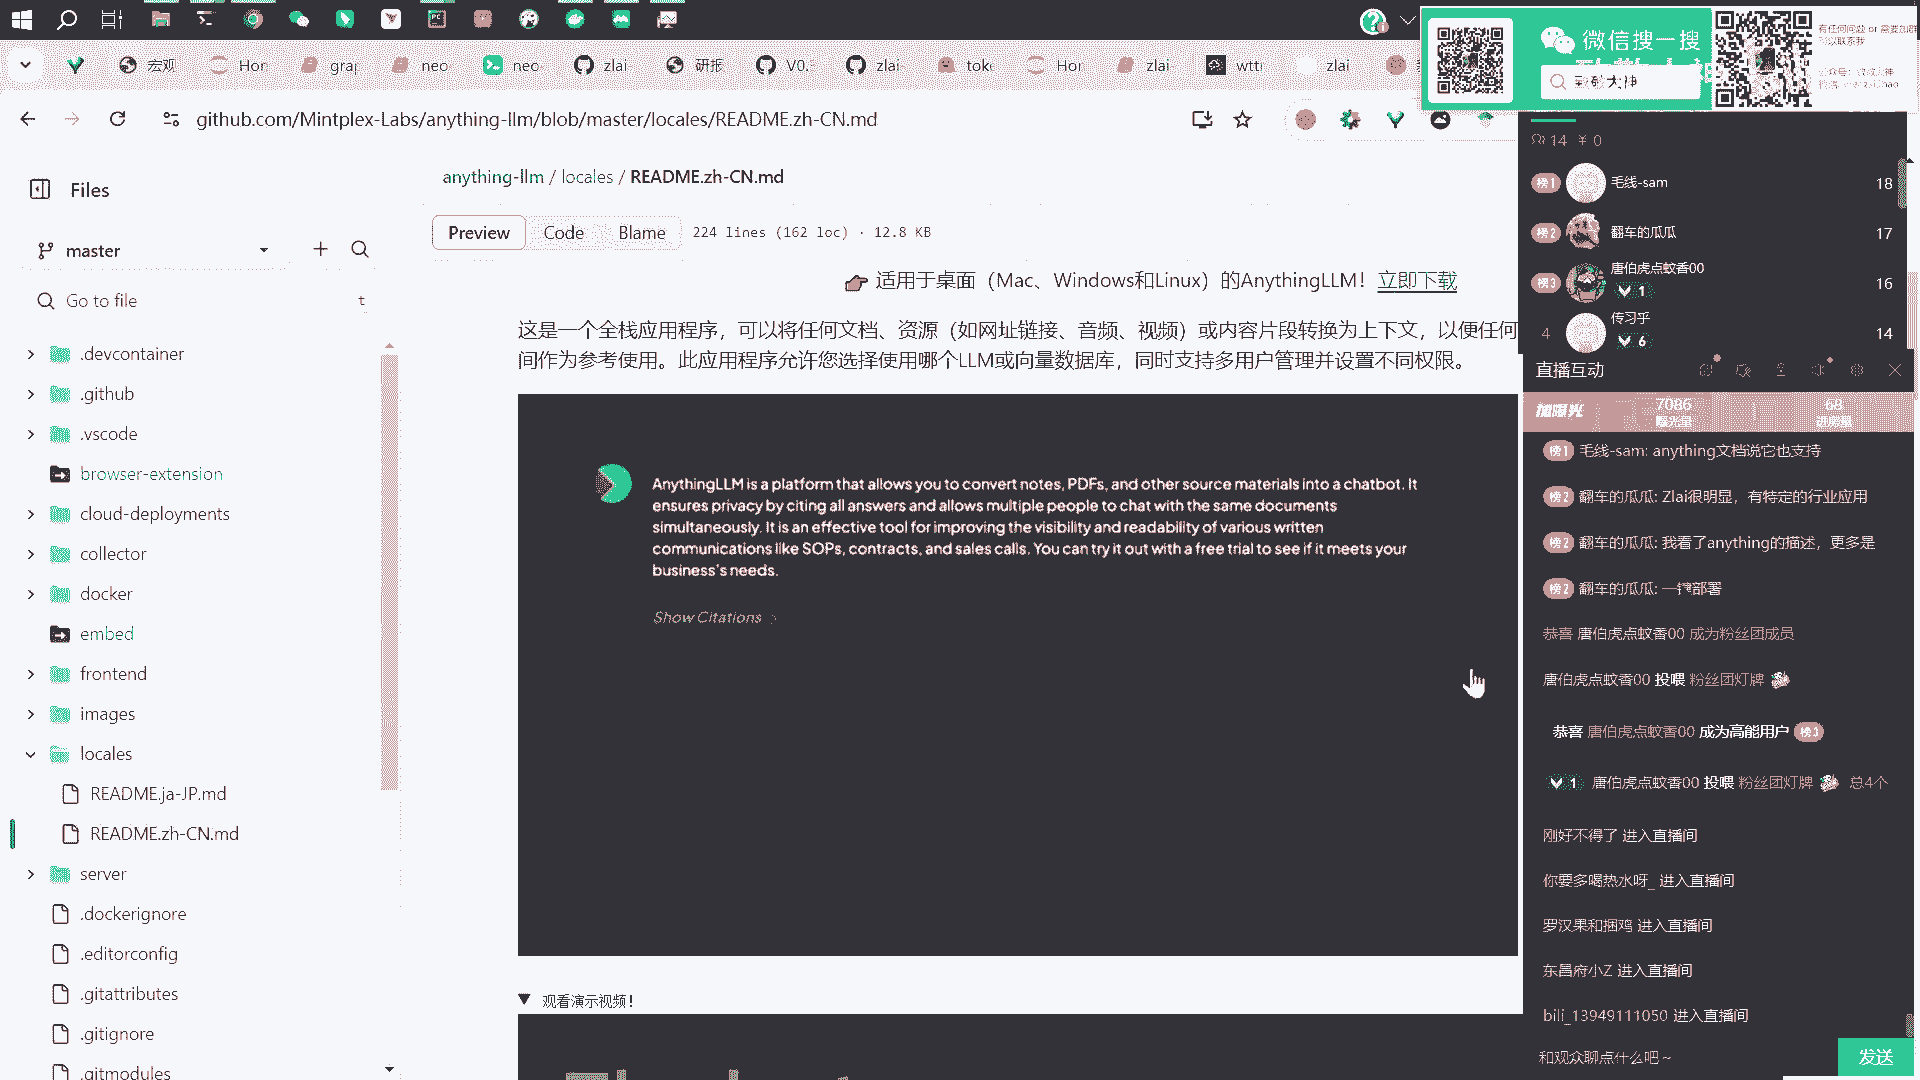 宏观
Hor
grap
neo
neo
zlai
研报
V0.
zlai
tok
Hor
zlai
wttr
zlai
微信搜一搜
github.com/Mintplex-Labs/anything-llm/blob/master/locales/README.zh-CN.md
14 ¥ 0
Files
anything-llm / locales / README.zh-CN.md
榜1 毛线-sam 18
master
Preview Code Blame 224 lines (162 loc) · 12.8 KB
榜2 翻车的瓜瓜 17
Go to file t
👉 适用于桌面（Mac、Windows和Linux）的AnythingLLM！立即下载
榜3 唐伯虎点蚊香00 16
1
这是一个全栈应用程序，可以将任何文档、资源（如网址链接、音频、视频）或内容片段转换为上下文，以便任何
间作为参考使用。此应用程序允许您选择使用哪个LLM或向量数据库，同时支持多用户管理并设置不同权限。
4 传习乎 14
6
.devcontainer
.github
.vscode
browser-extension
cloud-deployments
collector
docker
embed
frontend
images
locales
README.ja-JP.md
README.zh-CN.md
server
.dockerignore
.editorconfig
.gitattributes
.gitignore
.gitmodules
AnythingLLM is a platform that allows you to convert notes, PDFs, and other source materials into a chatbot. It
ensures privacy by citing all answers and allows multiple people to chat with the same documents
simultaneously. It is an effective tool for improving the visibility and readability of various written
communications like SOPs, contracts, and sales calls. You can try it out with a free trial to see if it meets your
business's needs.
Show Citations
观看演示视频！
直播互动
7086
曝光量
68
榜1 毛线-sam: anything文档说它也支持
榜2 翻车的瓜瓜: Zlai很明显，有特定的行业应用
榜2 翻车的瓜瓜: 我看了anything的描述，更多是
榜2 翻车的瓜瓜: 一键部署
恭喜 唐伯虎点蚊香00 成为粉丝团成员
唐伯虎点蚊香00 投喂 粉丝团灯牌
恭喜 唐伯虎点蚊香00 成为高能用户 榜3
1 唐伯虎点蚊香00 投喂 粉丝团灯牌 总4个
刚好不得了 进入直播间
你要多喝热水呀_ 进入直播间
罗汉果和捆鸡 进入直播间
东昌府小Z 进入直播间
bili_13949111050 进入直播间
和观众聊点什么吧～
发送